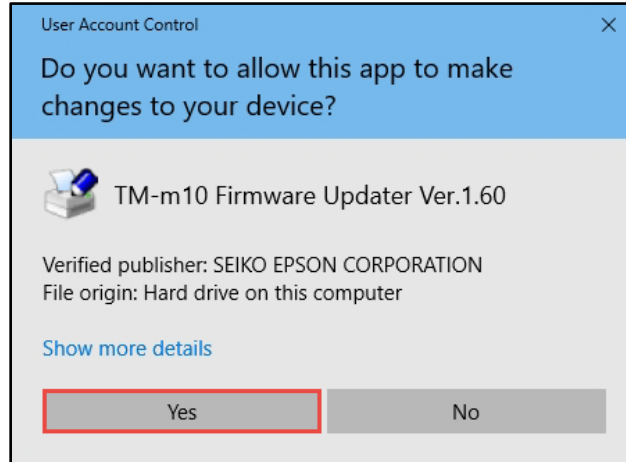 User Account Control
Do you want to allow this app to make
changes to your device?
TM-m10 Firmware Updater Ver.1.60
Verified publisher: SEIKO EPSON CORPORATION
File origin: Hard drive on this computer
Show more details
Yes
No